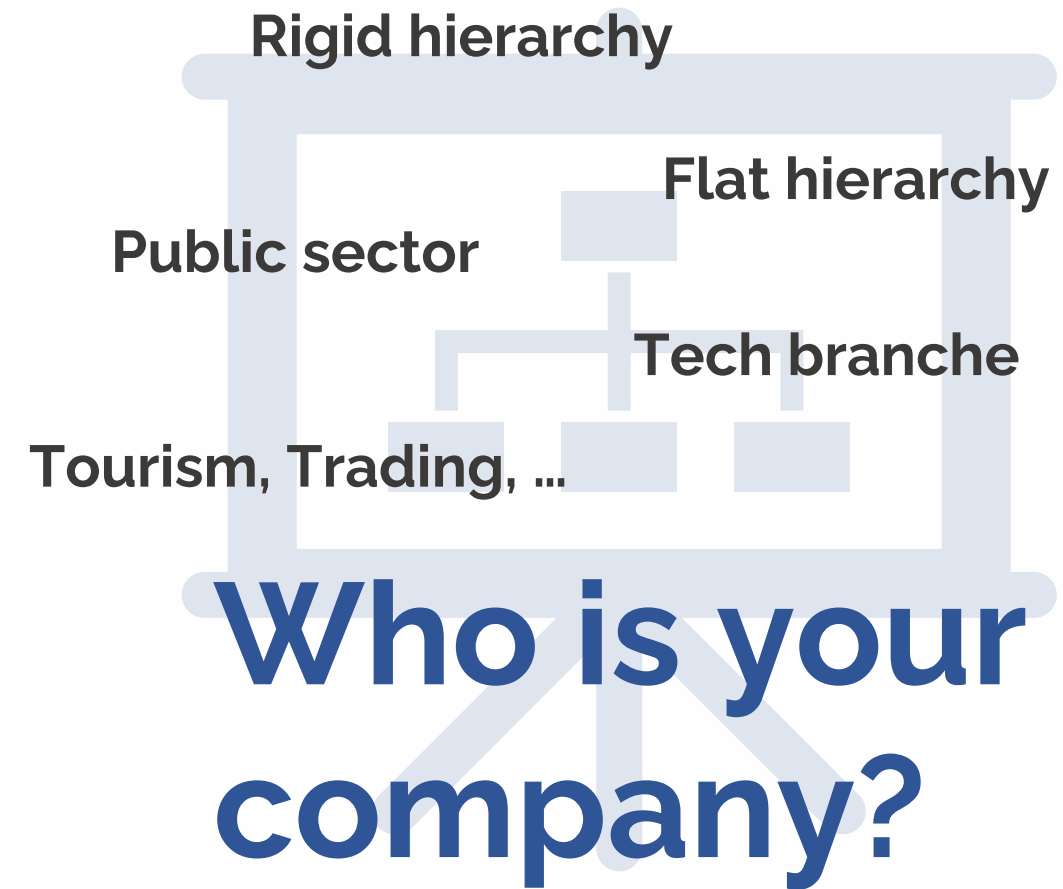 Rigid hierarchy
Flat hierarchy
Public sector
Tech branche
Tourism, Trading, ...
Who is your
company?